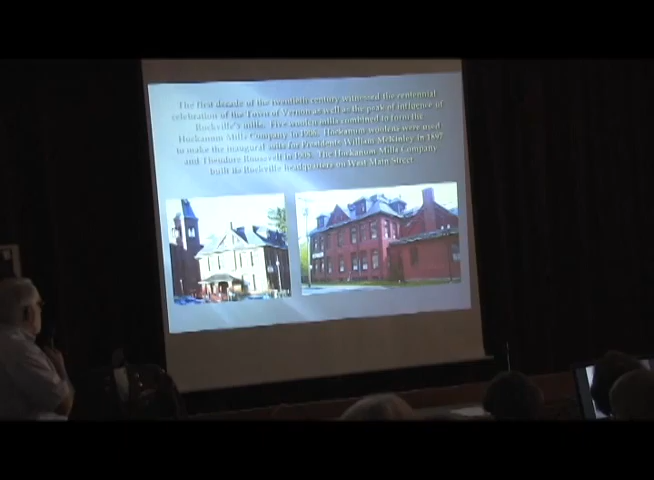 The first decade of the twentieth century witnessed the centennial
celebration of the Town of Vernon as well as the peak of influence of
Rockville's mills. Five woolen mills combined to form the
Hockanum Mills Company in 1906. Hockanum woolens were used
to make the inaugural suits for Presidents William McKinley in 1897
and Theodore Roosevelt in 1905. The Hockanum Mills Company
built its Rockville headquarters on West Main Street.